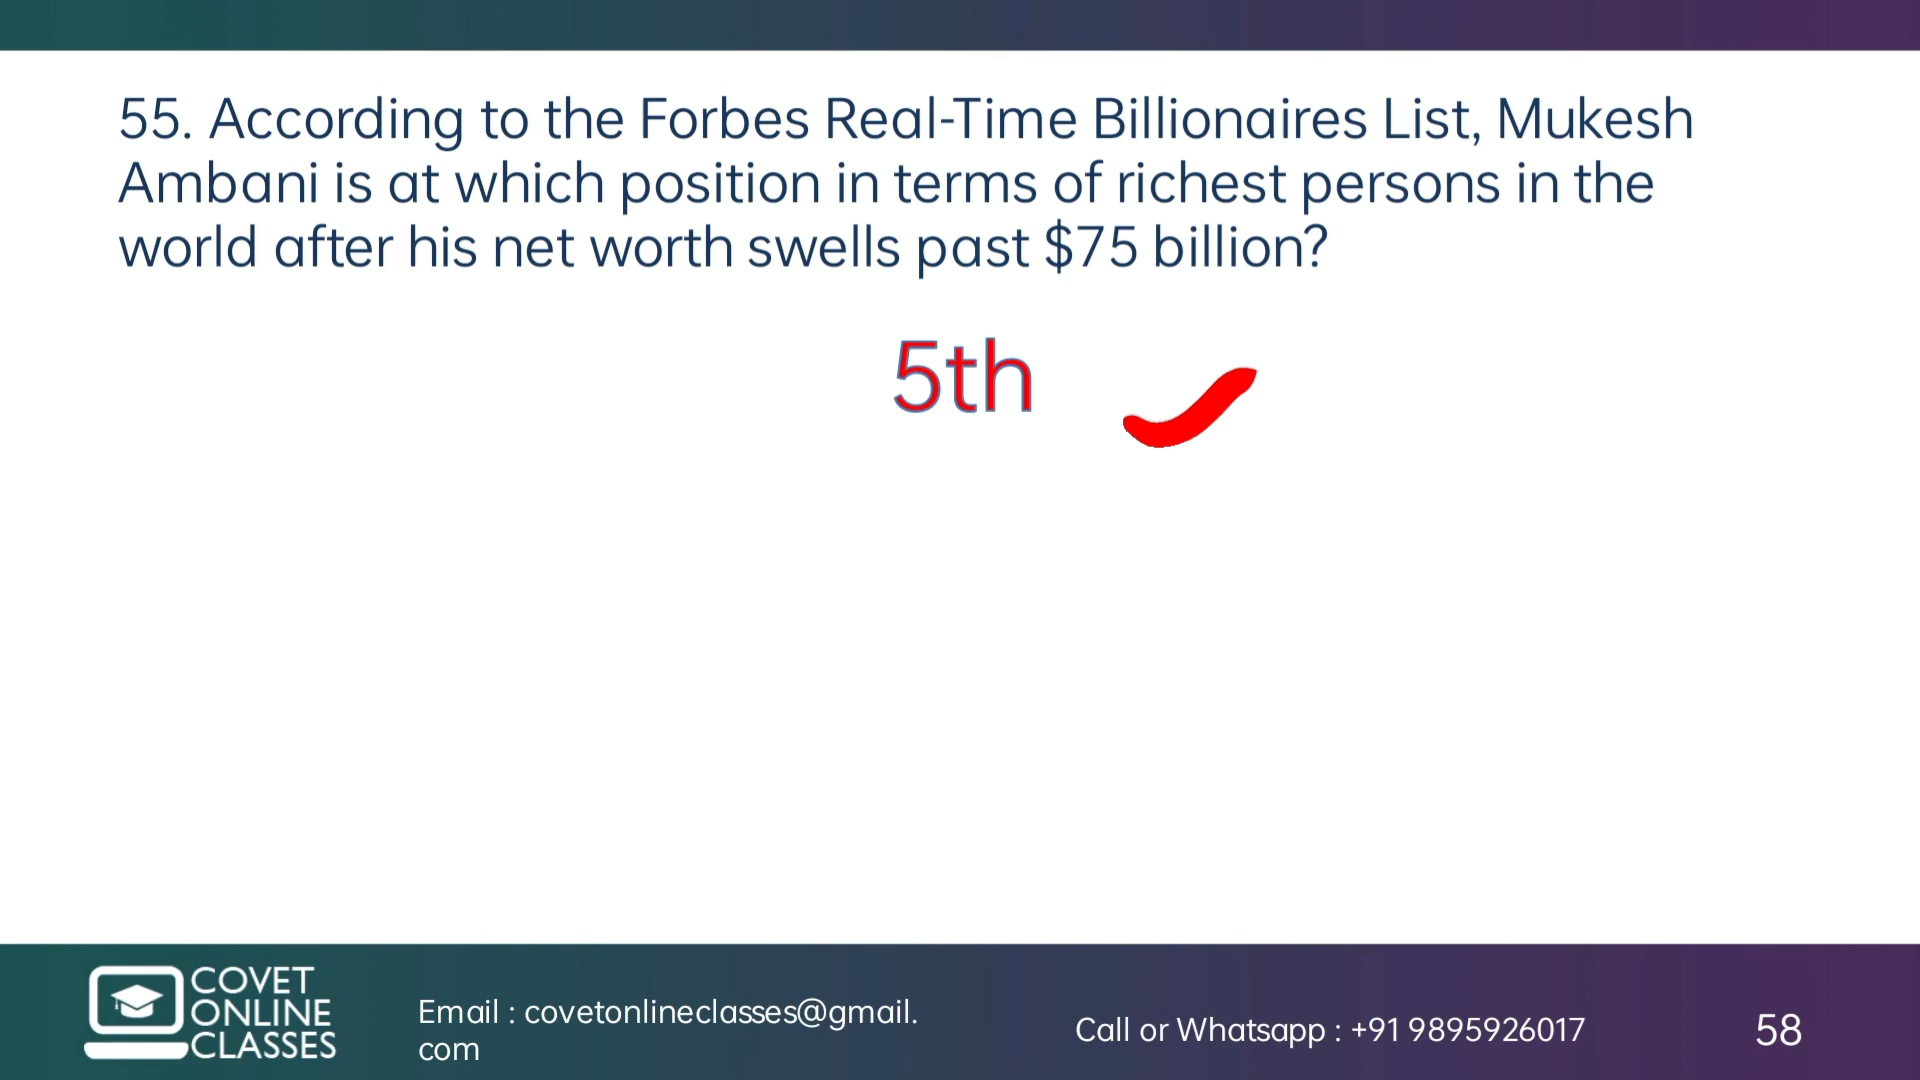 55. According to the Forbes Real-Time Billionaires List, Mukesh
Ambani is at which position in terms of richest persons in the
world after his net worth swells past $75 billion?
5th
COVET
ONLINE
CLASSES
Email : covetonlineclasses@gmail.
com
Call or Whatsapp : +91 9895926017
58